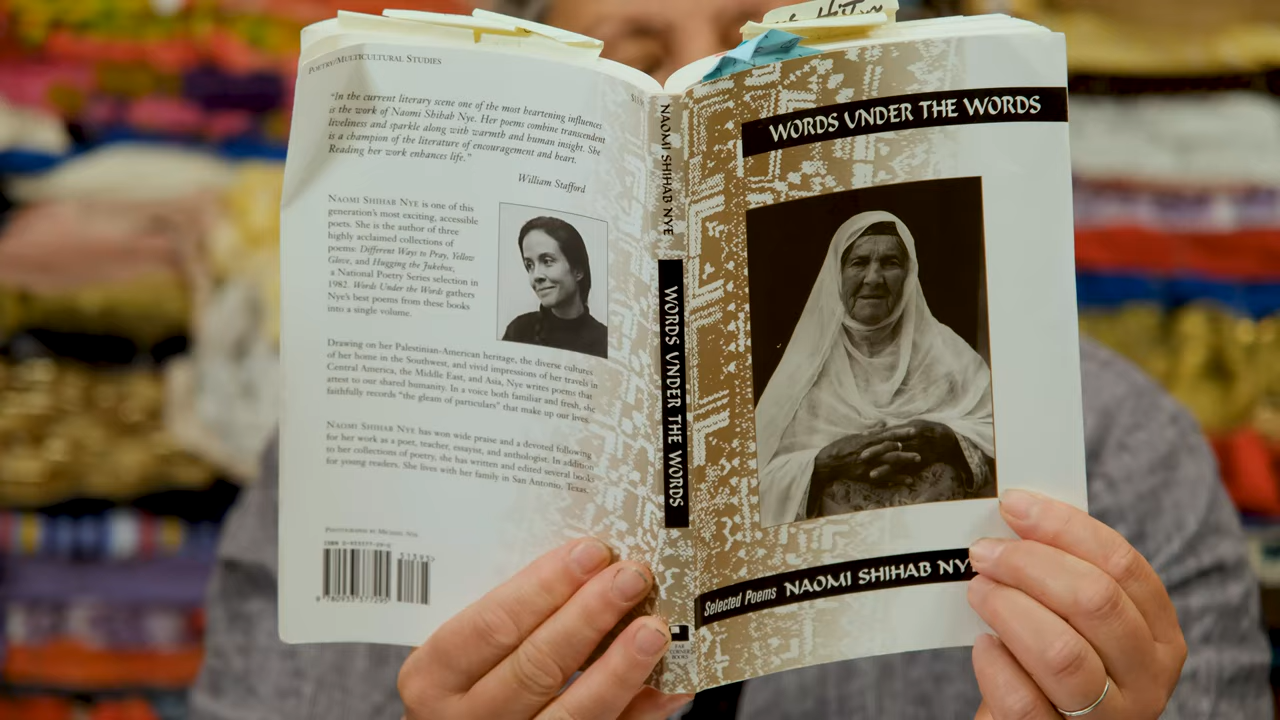 POETRY/MULTICULTURAL STUDIES
"In the current literary scene one of the most heartening influences
is the work of Naomi Shihab Nye. Her poems combine transcendent
liveliness and sparkle along with warmth and human insight. She
is a champion of the literature of encouragement and heart.
Reading her work enhances life."
William Stafford
NAOMI SHIHAB NYE is one of this
generation's most exciting, accessible
poets. She is the author of three
highly acclaimed collections of
poems: Different Ways to Pray, Yellow
Glove, and Hugging the Jukebox,
a National Poetry Series selection in
1982. Words Under the Words gathers
Nye's best poems from these books
into a single volume.
Drawing on her Palestinian-American heritage, the diverse cultures
of her home in the Southwest, and vivid impressions of her travels in
Central America, the Middle East, and Asia, Nye writes poems that
attest to our shared humanity. In a voice both familiar and fresh, she
faithfully records "the gleam of particulars" that make up our lives.
NAOMI SHIHAB NYE has won wide praise and a devoted following
for her work as a poet, teacher, essayist, and anthologist. In addition
to her collections of poetry, she has written and edited several books
for young readers. She lives with her family in San Antonio, Texas.
PHOTOGRAPHS BY MICHAEL NYE
9 780933 377295
NAOMI SHIHAB NYE
WORDS UNDER THE WORDS
FAR
CORNER
BOOKS
WORDS UNDER THE WORDS
Selected Poems NAOMI SHIHAB NY